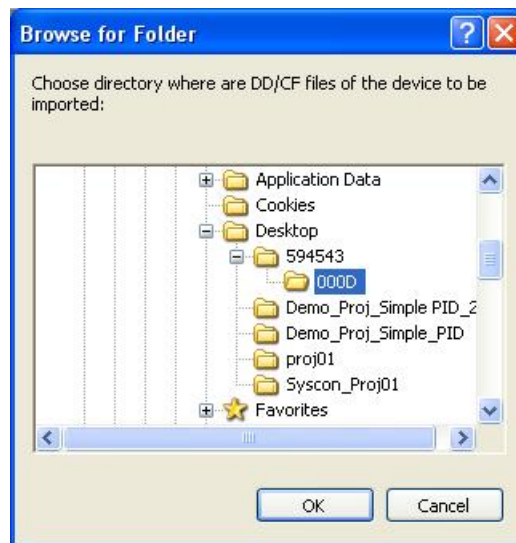 Browse for Folder
Choose directory where are DD/CF files of the device to be
imported:
Application Data
Cookies
Desktop
594543
000D
Demo_Proj_Simple PID_2
Demo_Proj_Simple_PID
proj01
Syscon_Proj01
Favorites
OK
Cancel